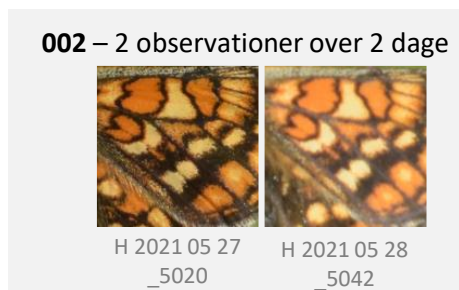 002 – 2 observationer over 2 dage
H 2021 05 27
_5020
H 2021 05 28
_5042